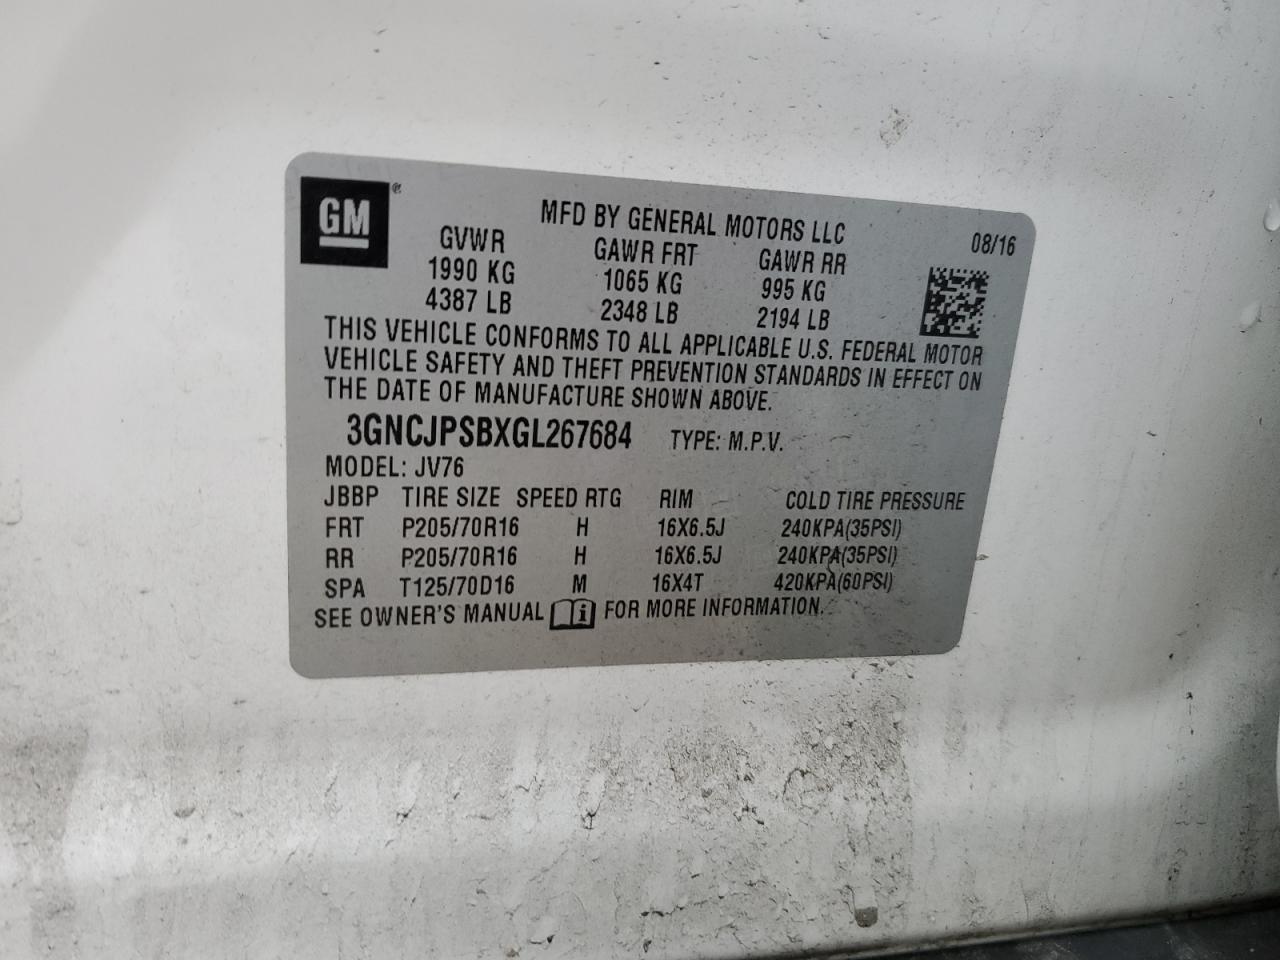 GM ®
MFD BY GENERAL MOTORS LLC 08/16
GVWR GAWR FRT GAWR RR
1990 KG 1065 KG 995 KG
4387 LB 2348 LB 2194 LB
THIS VEHICLE CONFORMS TO ALL APPLICABLE U.S. FEDERAL MOTOR
VEHICLE SAFETY AND THEFT PREVENTION STANDARDS IN EFFECT ON
THE DATE OF MANUFACTURE SHOWN ABOVE.
3GNCJPSBXGL267684 TYPE: M.P.V.
MODEL: JV76
JBBP TIRE SIZE SPEED RTG RIM COLD TIRE PRESSURE
FRT P205/70R16 H 16X6.5J 240KPA(35PSI)
RR P205/70R16 H 16X6.5J 240KPA(35PSI)
SPA T125/70D16 M 16X4T 420KPA(60PSI)
SEE OWNER'S MANUAL i FOR MORE INFORMATION.